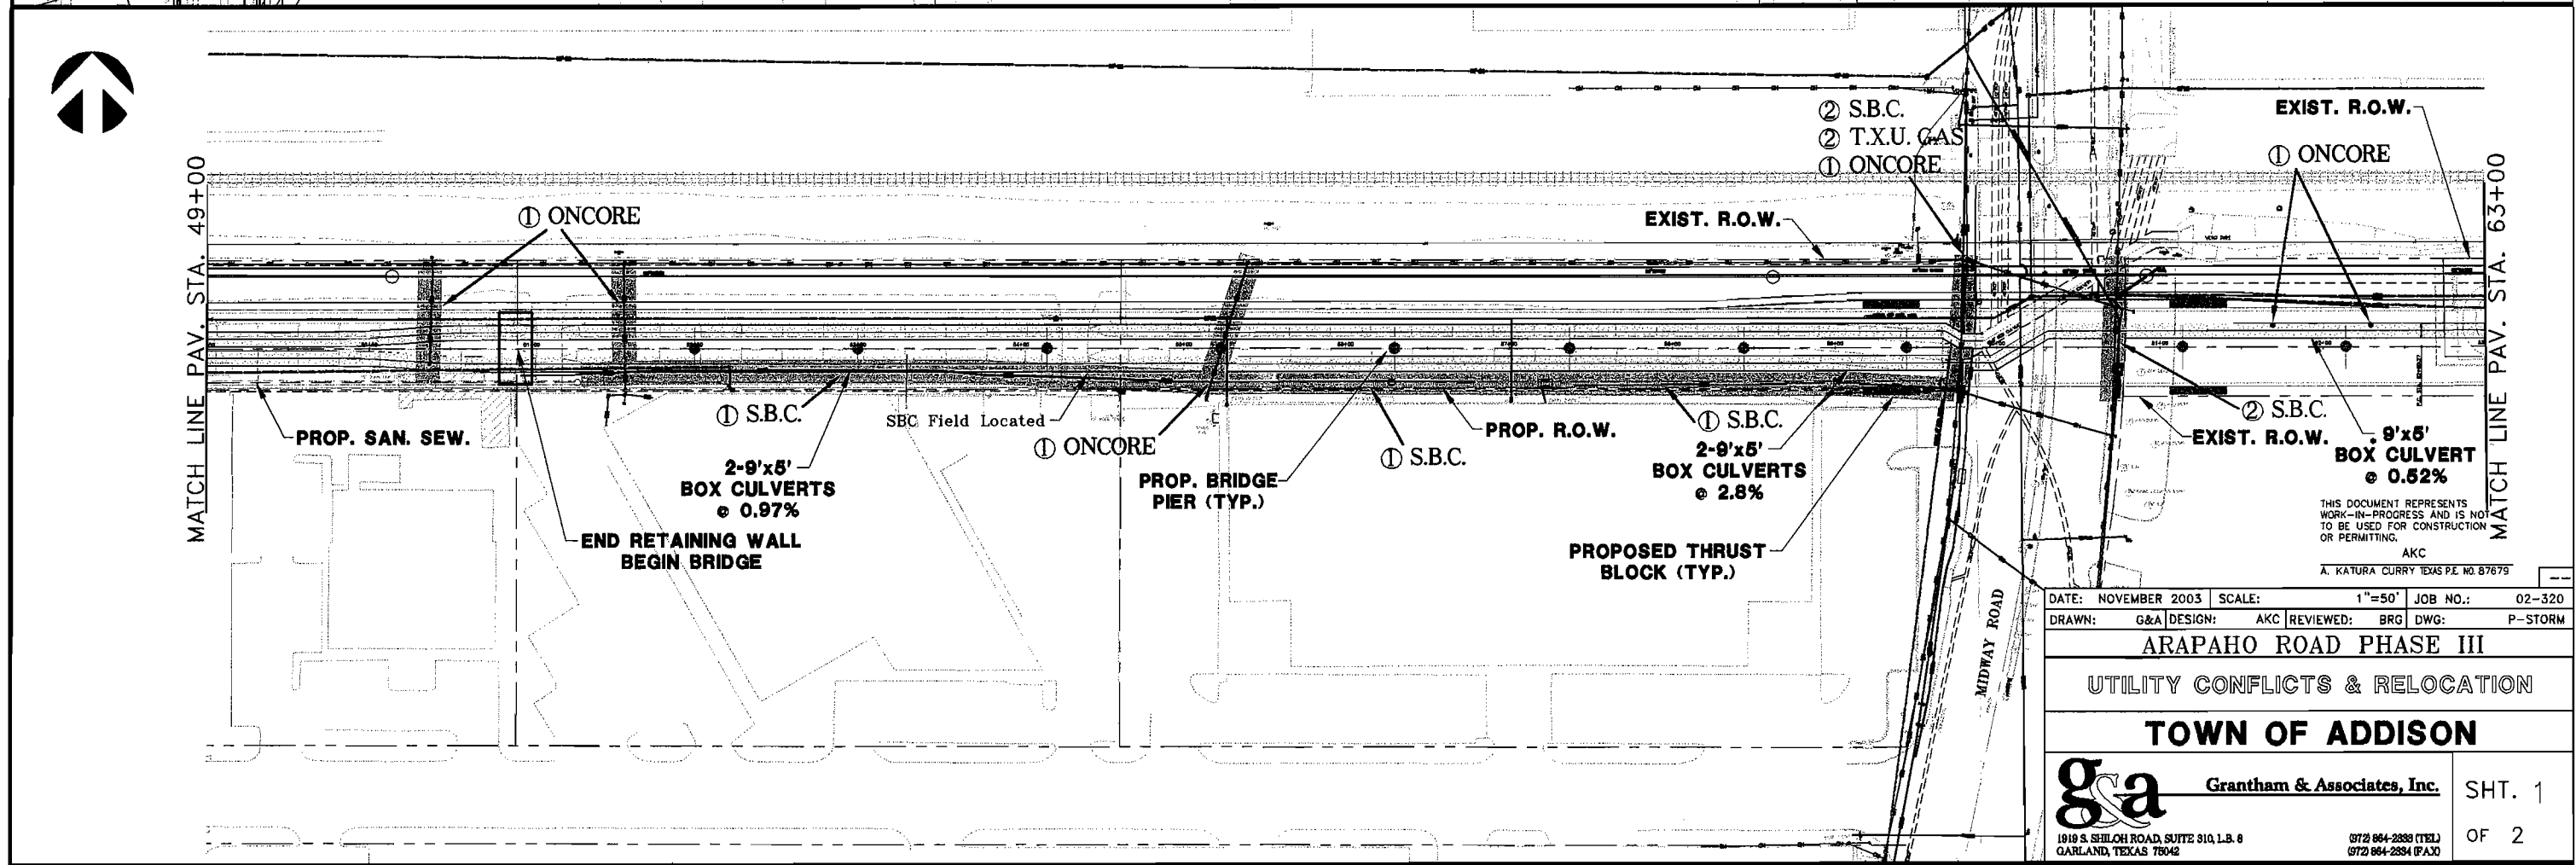 MATCH LINE PAV. STA. 49+00
① ONCORE
② S.B.C.
② T.X.U. GAS
① ONCORE
EXIST. R.O.W.
EXIST. R.O.W.
① ONCORE
MATCH LINE PAV. STA. 63+00
PROP. SAN. SEW.
① S.B.C.
2-9'x5'
BOX CULVERTS
@ 0.97%
END RETAINING WALL
BEGIN BRIDGE
SBC Field Located
① ONCORE
PROP. BRIDGE
PIER (TYP.)
① S.B.C.
PROP. R.O.W.
① S.B.C.
2-9'x5'
BOX CULVERTS
@ 2.8%
PROPOSED THRUST
BLOCK (TYP.)
② S.B.C.
EXIST. R.O.W.
9'x5'
BOX CULVERT
@ 0.52%
MIDWAY ROAD
THIS DOCUMENT REPRESENTS
WORK-IN-PROGRESS AND IS NOT
TO BE USED FOR CONSTRUCTION
OR PERMITTING.
AKC
A. KATURA CURRY TEXAS P.E. NO. 87679
DATE: NOVEMBER 2003 SCALE: 1"=50' JOB NO.: 02-320
DRAWN: G&A DESIGN: AKC REVIEWED: BRG DWG: P-STORM
ARAPAHO ROAD PHASE III
UTILITY CONFLICTS & RELOCATION
TOWN OF ADDISON
g&a
Grantham & Associates, Inc.
1919 S. SHILOH ROAD, SUITE 310, L.B. 8
GARLAND, TEXAS 75042
(972) 864-2333 (TEL)
(972) 864-2334 (FAX)
SHT. 1
OF 2